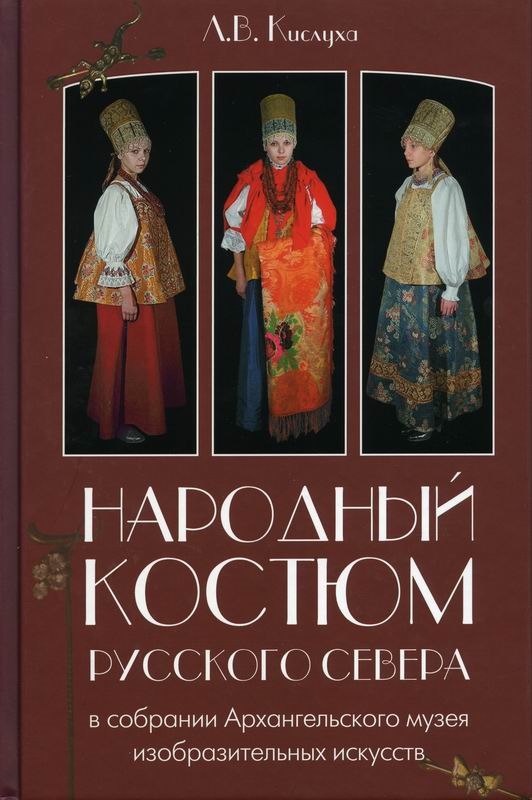 Л.В. Кислуха
НАРОДНЫЙ
КОСТЮМ
РУССКОГО СЕВЕРА
в собрании Архангельского музея
изобразительных искусств